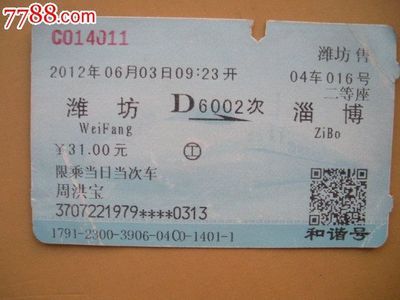 7788.com
C014011
潍坊售
2012年06月03日09:23开
04车016号
二等座
潍坊
D6002次
淄博
WeiFang
ZiBo
¥31.00元
工
限乘当日当次车
周洪宝
3707221979****0313
和谐号
1791-2300-3906-04C0-1401-1